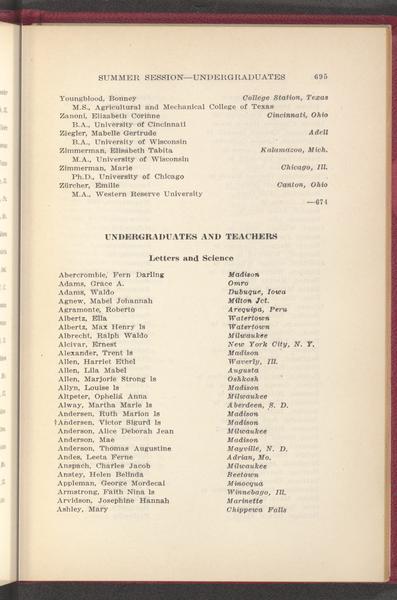 SUMMER SESSION—UNDERGRADUATES 695
Youngblood, Bonney College Station, Texas
M.S., Agricultural and Mechanical College of Texas
Zanoni, Elizabeth Corinne Cincinnati, Ohio
B.A., University of Cincinnati
Ziegler, Mabelle Gertrude Adell
B.A., University of Wisconsin
Zimmerman, Elisabeth Tabita Kalamazoo, Mich.
M.A., University of Wisconsin
Zimmerman, Marie Chicago, Ill.
Ph.D., University of Chicago
Zürcher, Emilie Canton, Ohio
M.A., Western Reserve University
—674
UNDERGRADUATES AND TEACHERS
Letters and Science
Abercrombie, Fern Darling Madison
Adams, Grace A. Omro
Adams, Waldo Dubuque, Iowa
Agnew, Mabel Johannah Milton Jct.
Agramonte, Roberto Arequipa, Peru
Albertz, Ella Watertown
Albertz, Max Henry ls Watertown
Albrecht, Ralph Waldo Milwaukee
Alcivar, Ernest New York City, N. Y.
Alexander, Trent ls Madison
Allen, Harriet Ethel Waverly, Ill.
Allen, Lila Mabel Augusta
Allen, Marjorie Strong ls Oshkosh
Allyn, Louise ls Madison
Altpeter, Ophelia Anna Milwaukee
Alway, Martha Marie ls Aberdeen, S. D.
Andersen, Ruth Marion ls Madison
†Andersen, Victor Sigurd ls Madison
Anderson, Alice Deborah Jean Milwaukee
Anderson, Mae Madison
Anderson, Thomas Augustine Mayville, N. D.
Andes, Leeta Ferne Adrian, Mo.
Anspach, Charles Jacob Milwaukee
Anstey, Helen Belinda Beetown
Appleman, George Mordecai Minocqua
Armstrong, Faith Nina ls Winnebago, Ill.
Arvidson, Josephine Hannah Marinette
Ashley, Mary Chippewa Falls